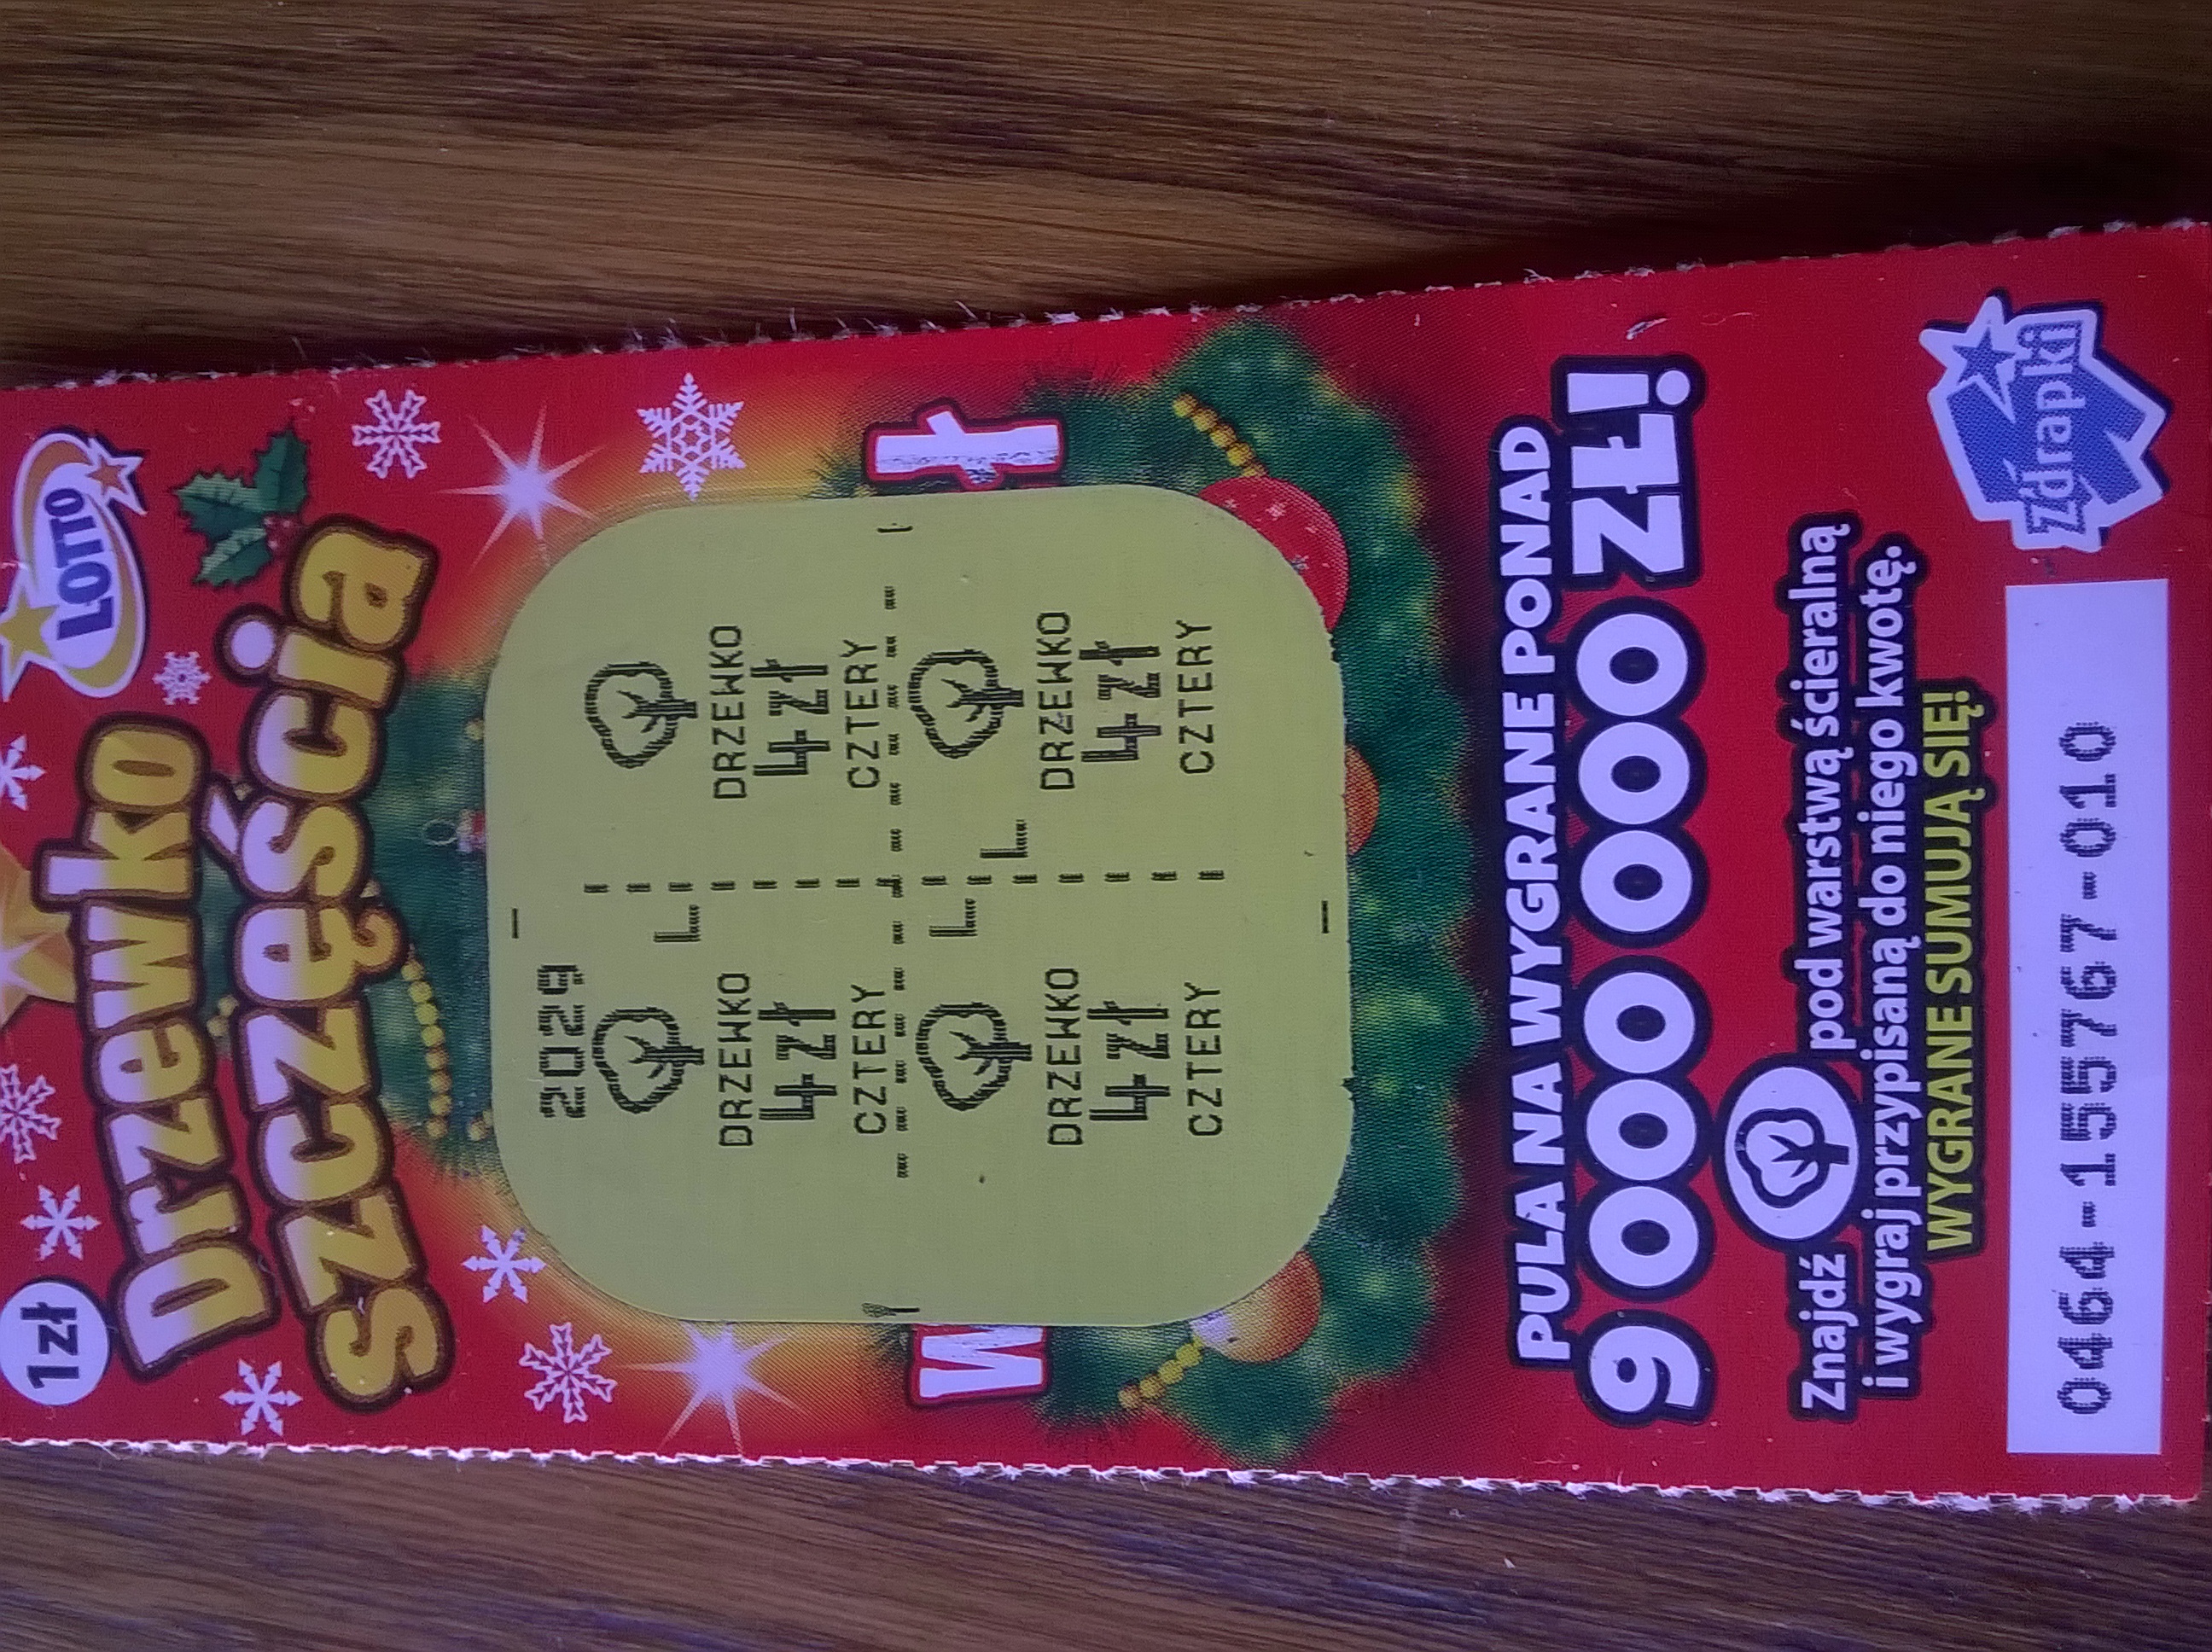 1zł
LOTTO
Drzewko
szczęścia
2029
DRZEWKO DRZEWKO
4zł 4zł
CZTERY CZTERY
L
W ł
L
L
DRZEWKO DRZEWKO
4zł 4zł
CZTERY CZTERY
PULA NA WYGRANE PONAD
9 000 000 ZŁ!
Znajdź pod warstwą ścieralną
i wygraj przypisaną do niego kwotę.
WYGRANE SUMUJĄ SIĘ!
Zdrapki
0464-155767-010